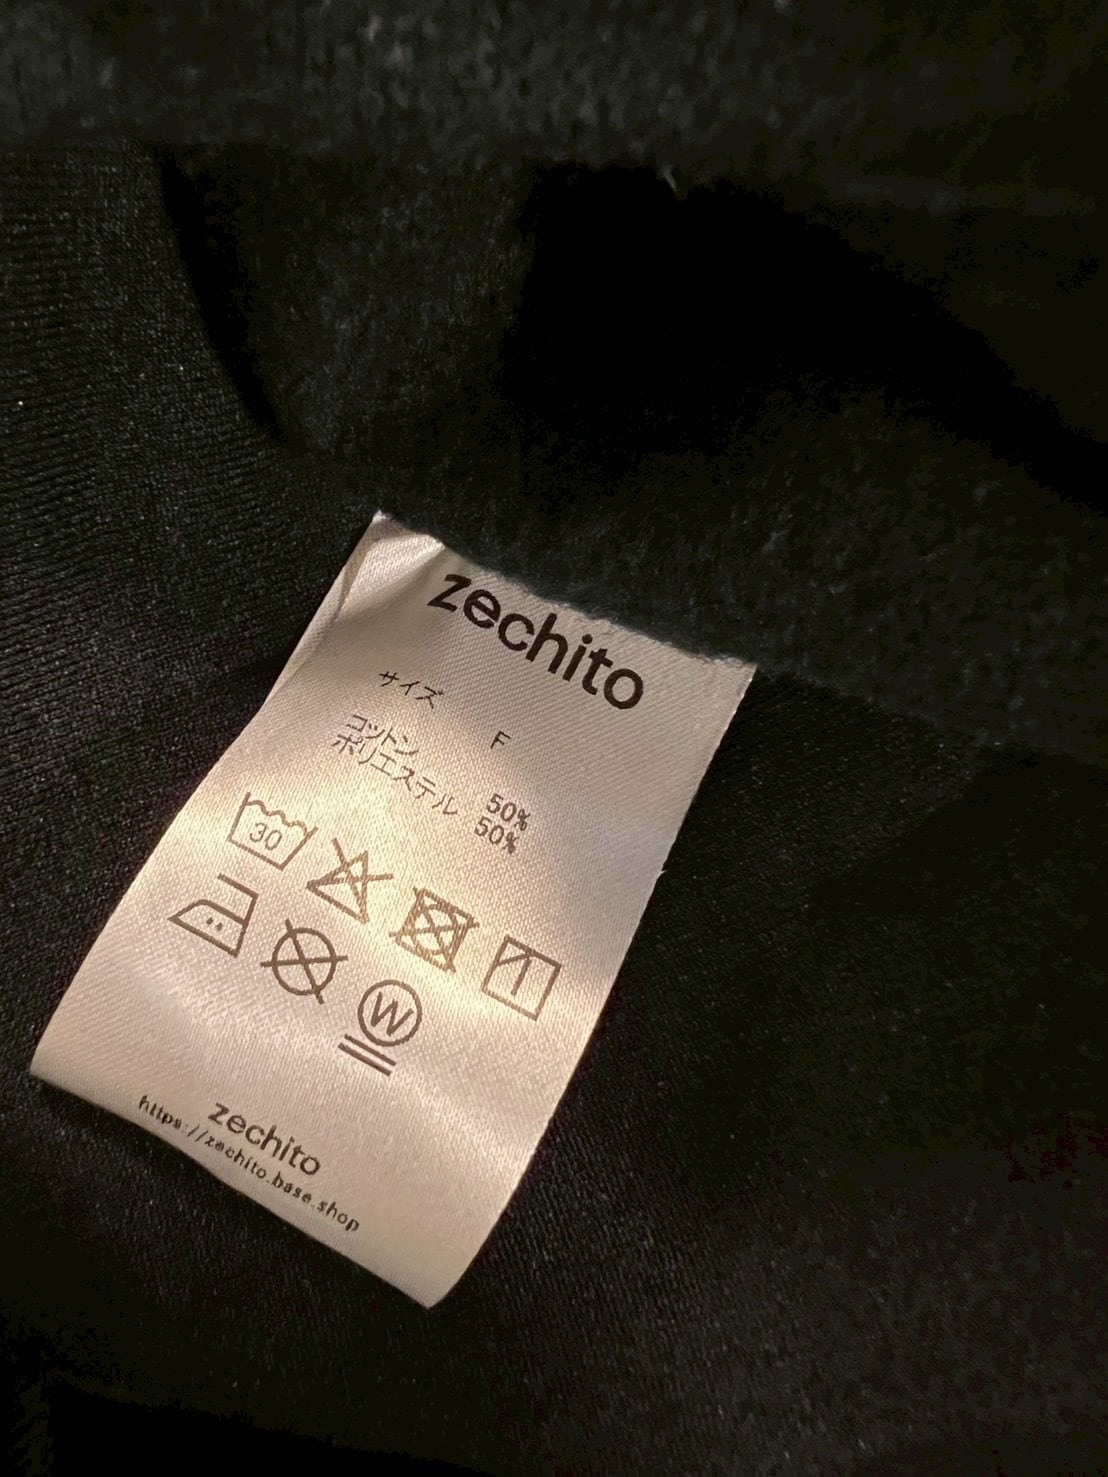 zechito
サイズ F
コットン 50%
ポリエステル 50%
30
W
zechito
https://zechito.base.shop